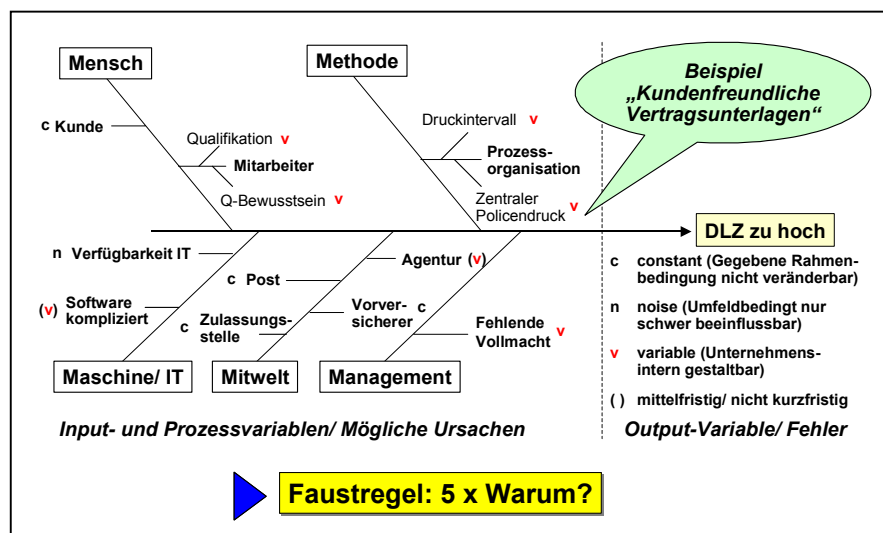 Mensch
Methode
Beispiel
„Kundenfreundliche
Vertragsunterlagen“
c Kunde
Qualifikation v
Mitarbeiter
Q-Bewusstsein v
Druckintervall v
Prozess-
organisation
Zentraler
Policendruck v
DLZ zu hoch
n Verfügbarkeit IT
(v) Software
kompliziert
c Post
c Zulassungs-
stelle
Agentur (v)
Vorver- c
sicherer
Fehlende v
Vollmacht
Maschine/ IT
Mitwelt
Management
c constant (Gegebene Rahmen-
bedingung nicht veränderbar)
n noise (Umfeldbedingt nur
schwer beeinflussbar)
v variable (Unternehmens-
intern gestaltbar)
( ) mittelfristig/ nicht kurzfristig
Input- und Prozessvariablen/ Mögliche Ursachen
Output-Variable/ Fehler
Faustregel: 5 x Warum?